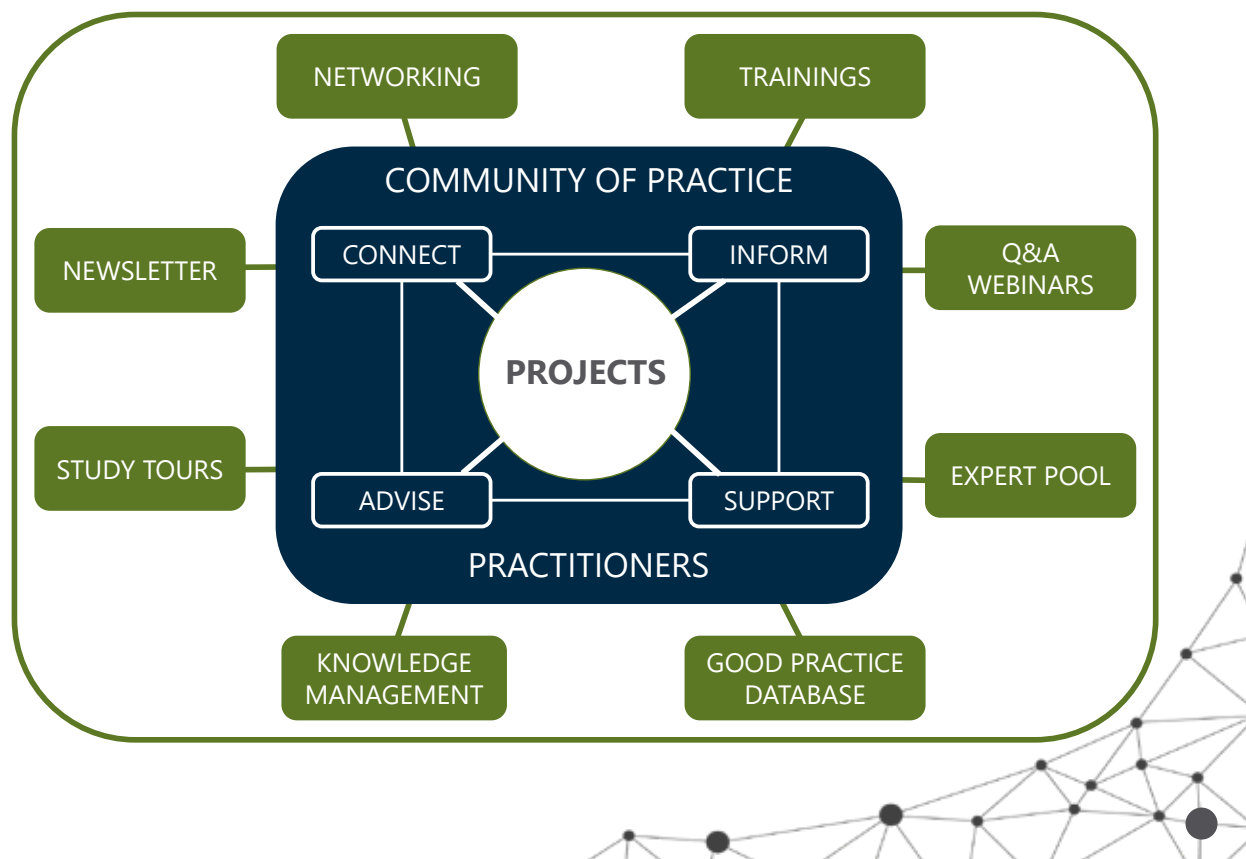 NETWORKING
TRAININGS
COMMUNITY OF PRACTICE
CONNECT
INFORM
NEWSLETTER
Q&A
WEBINARS
PROJECTS
STUDY TOURS
EXPERT POOL
ADVISE
SUPPORT
PRACTITIONERS
KNOWLEDGE
MANAGEMENT
GOOD PRACTICE
DATABASE